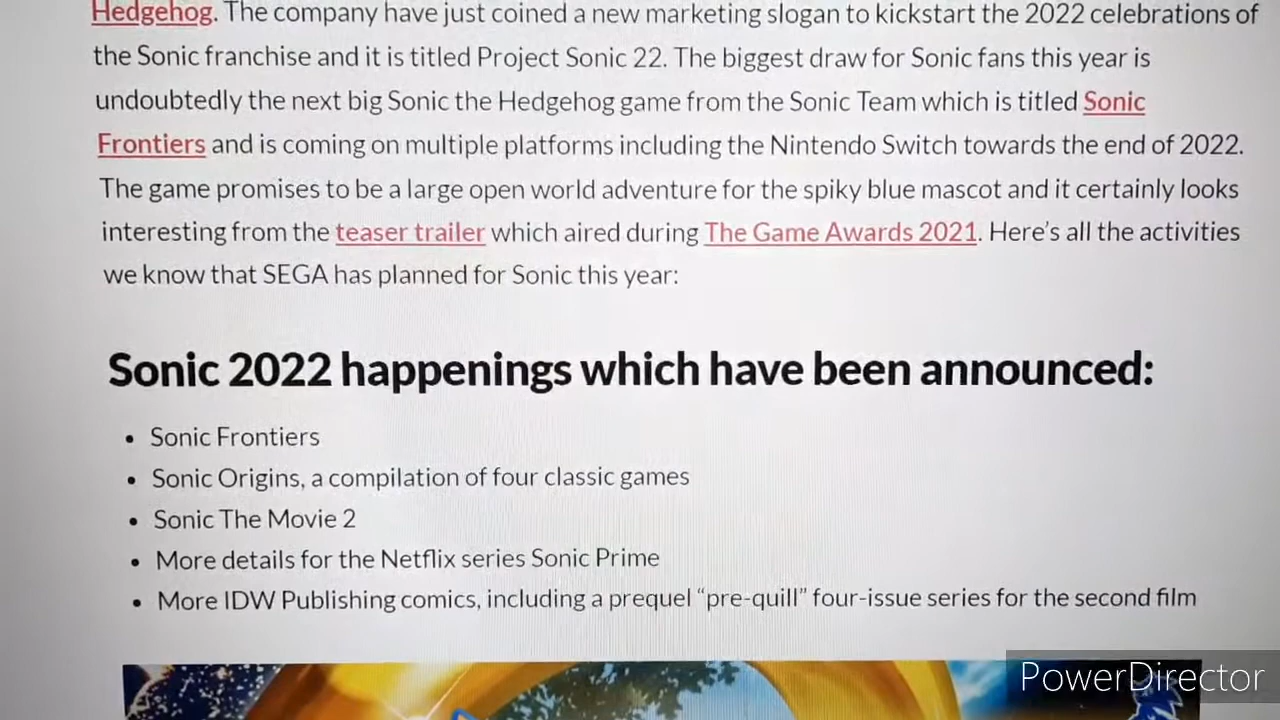 Hedgehog. The company have just coined a new marketing slogan to kickstart the 2022 celebrations of
the Sonic franchise and it is titled Project Sonic 22. The biggest draw for Sonic fans this year is
undoubtedly the next big Sonic the Hedgehog game from the Sonic Team which is titled Sonic
Frontiers and is coming on multiple platforms including the Nintendo Switch towards the end of 2022.
The game promises to be a large open world adventure for the spiky blue mascot and it certainly looks
interesting from the teaser trailer which aired during The Game Awards 2021. Here’s all the activities
we know that SEGA has planned for Sonic this year:
Sonic 2022 happenings which have been announced:
• Sonic Frontiers
• Sonic Origins, a compilation of four classic games
• Sonic The Movie 2
• More details for the Netflix series Sonic Prime
• More IDW Publishing comics, including a prequel “pre-quill” four-issue series for the second film
PowerDirector